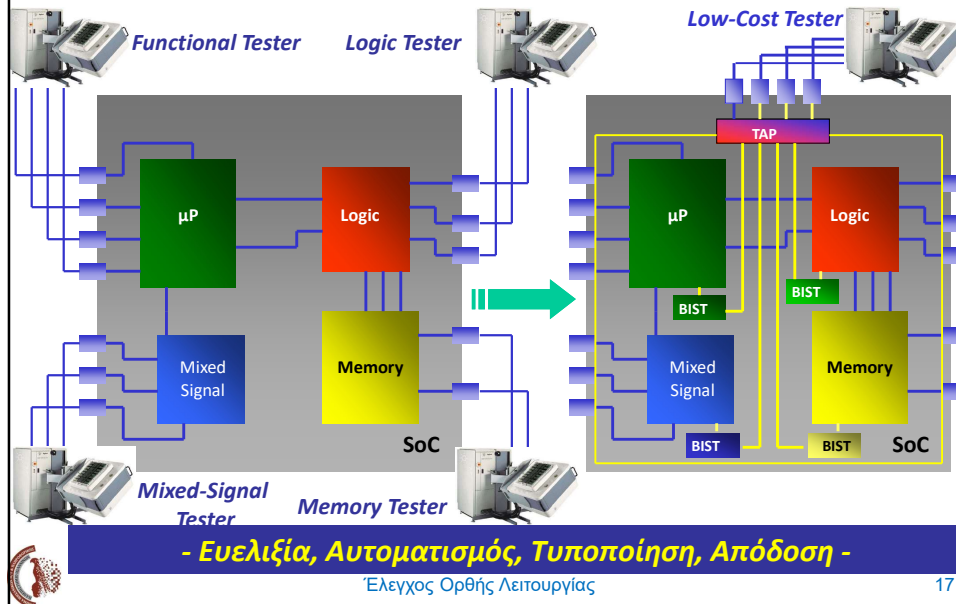 Functional Tester
Logic Tester
Low-Cost Tester
TAP
μP
Logic
μP
Logic
BIST
BIST
Mixed
Signal
Memory
Mixed
Signal
Memory
SoC
BIST
BIST
SoC
Mixed-Signal
Tester
Memory Tester
- Ευελιξία, Αυτοματισμός, Τυποποίηση, Απόδοση -
Έλεγχος Ορθής Λειτουργίας
17